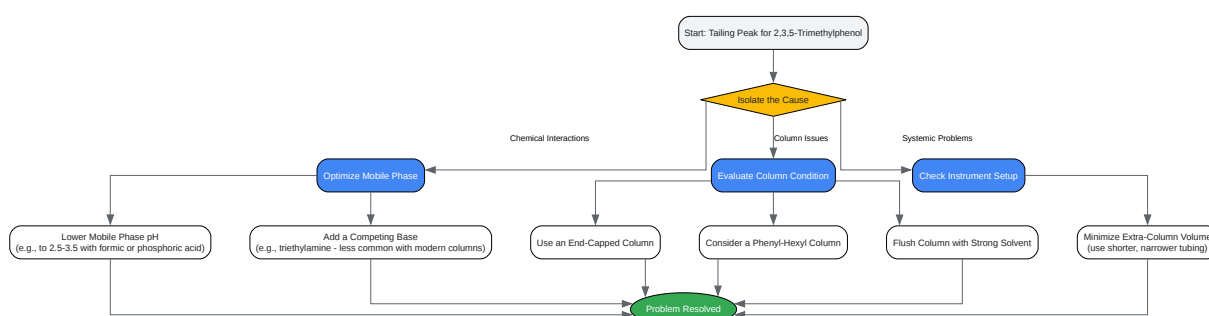 Start: Tailing Peak for 2,3,5-Trimethylphenol
Isolate the Cause
Chemical Interactions
Column Issues
Systemic Problems
Optimize Mobile Phase
Evaluate Column Condition
Check Instrument Setup
Lower Mobile Phase pH
(e.g., to 2.5-3.5 with formic or phosphoric acid)
Add a Competing Base
(e.g., triethylamine - less common with modern columns)
Use an End-Capped Column
Consider a Phenyl-Hexyl Column
Flush Column with Strong Solvent
Minimize Extra-Column Volume
(use shorter, narrower tubing)
Problem Resolved